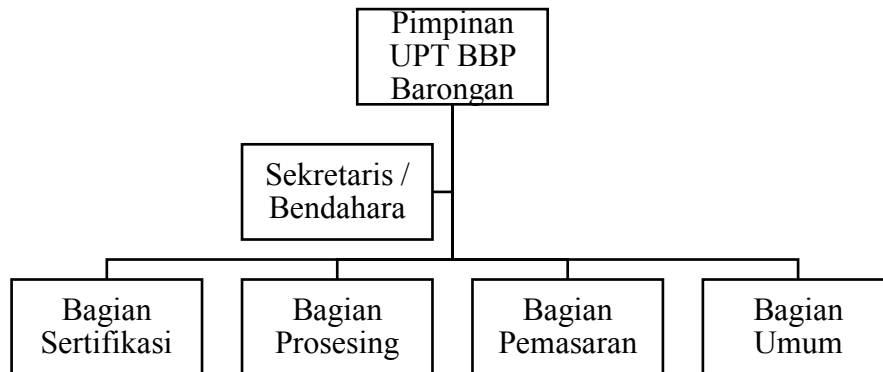 Pimpinan
UPT BBP
Barongan
Sekretaris /
Bendahara
Bagian
Sertifikasi
Bagian
Prosesing
Bagian
Pemasaran
Bagian
Umum